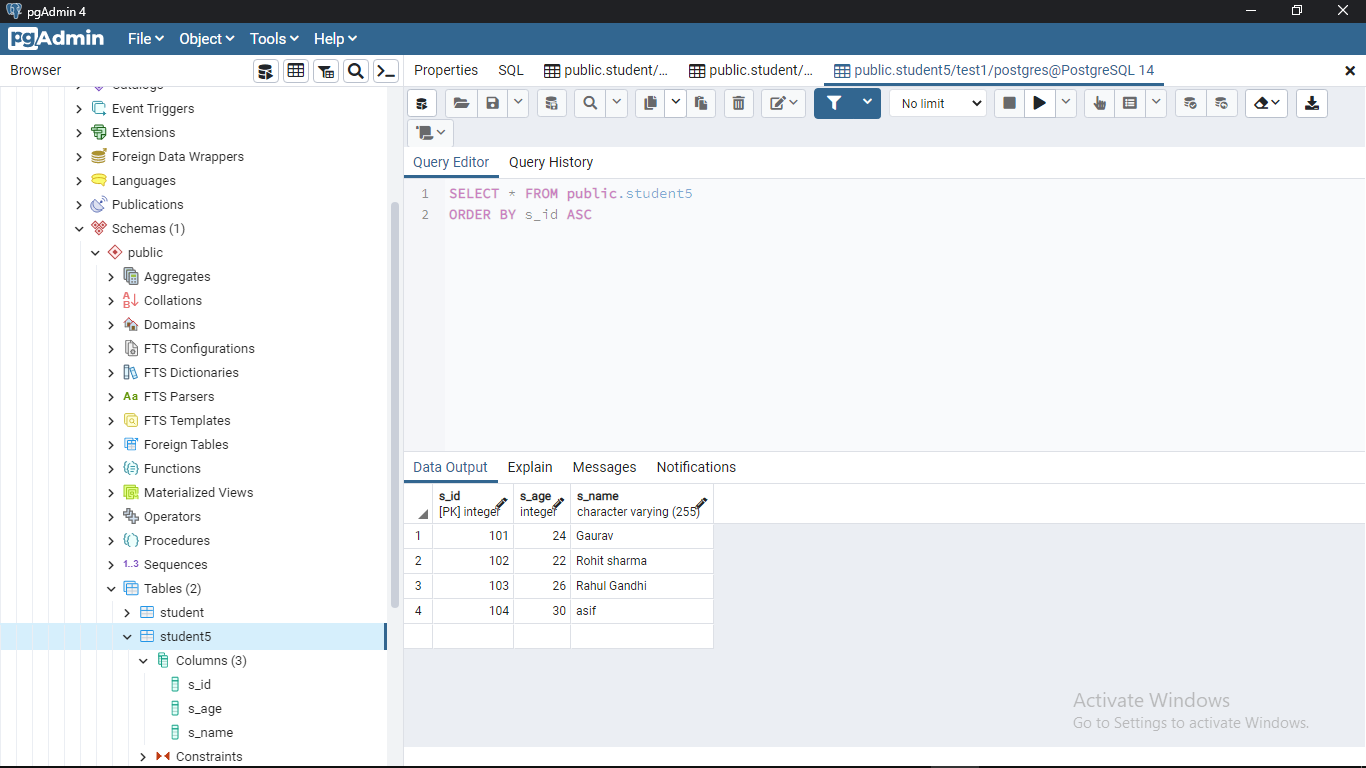 pgAdmin 4
pgAdmin File Object Tools Help
Browser
Properties SQL public.student/... public.student/... public.student5/test1/postgres@PostgreSQL 14
Catalogs
Event Triggers
Extensions
Foreign Data Wrappers
Languages
Publications
Schemas (1)
public
Aggregates
Collations
Domains
FTS Configurations
FTS Dictionaries
Aa FTS Parsers
FTS Templates
Foreign Tables
Functions
Materialized Views
Operators
Procedures
1..3 Sequences
Tables (2)
student
student5
Columns (3)
s_id
s_age
s_name
Constraints
No limit
Query Editor Query History
1 SELECT * FROM public.student5
2 ORDER BY s_id ASC
Data Output Explain Messages Notifications
s_id s_age s_name
[PK] integer integer character varying (255)
1 101 24 Gaurav
2 102 22 Rohit sharma
3 103 26 Rahul Gandhi
4 104 30 asif
Activate Windows
Go to Settings to activate Windows.